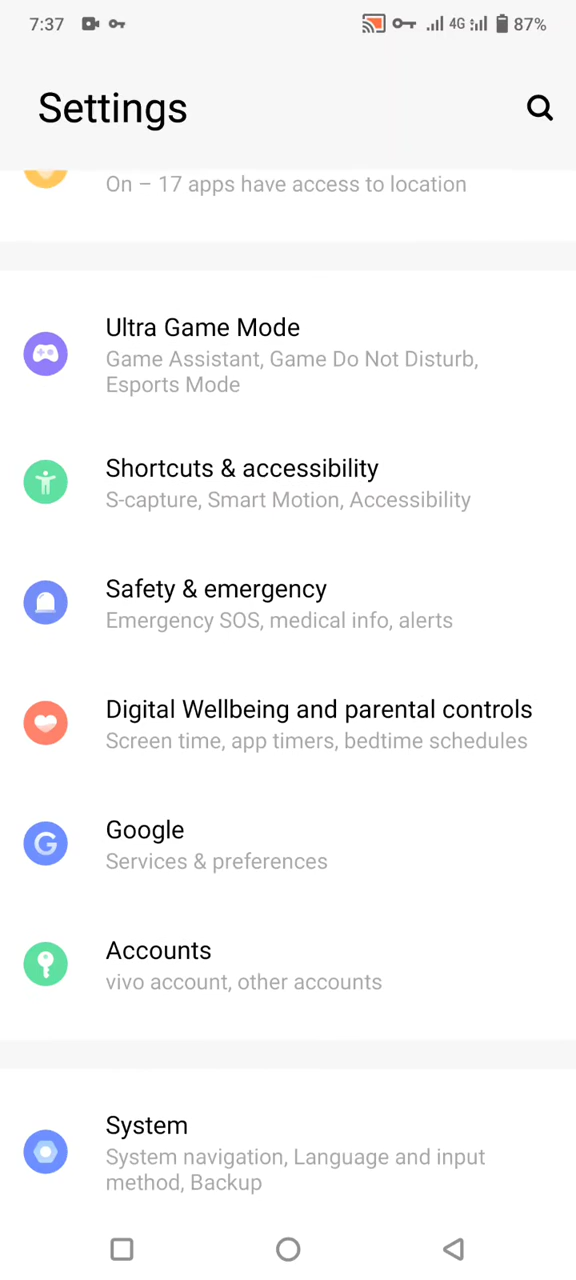 7:37
4G
87%
Settings
On – 17 apps have access to location
Ultra Game Mode
Game Assistant, Game Do Not Disturb,
Esports Mode
Shortcuts & accessibility
S-capture, Smart Motion, Accessibility
Safety & emergency
Emergency SOS, medical info, alerts
Digital Wellbeing and parental controls
Screen time, app timers, bedtime schedules
Google
Services & preferences
Accounts
vivo account, other accounts
System
System navigation, Language and input
method, Backup